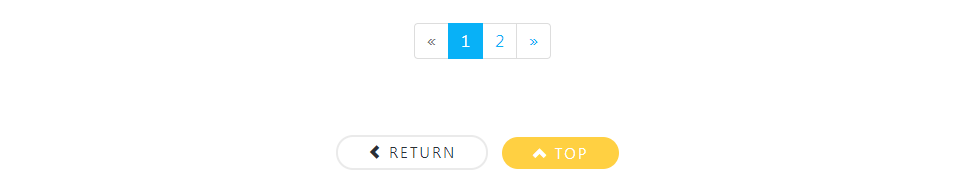 « 1 2 »
RETURN TOP